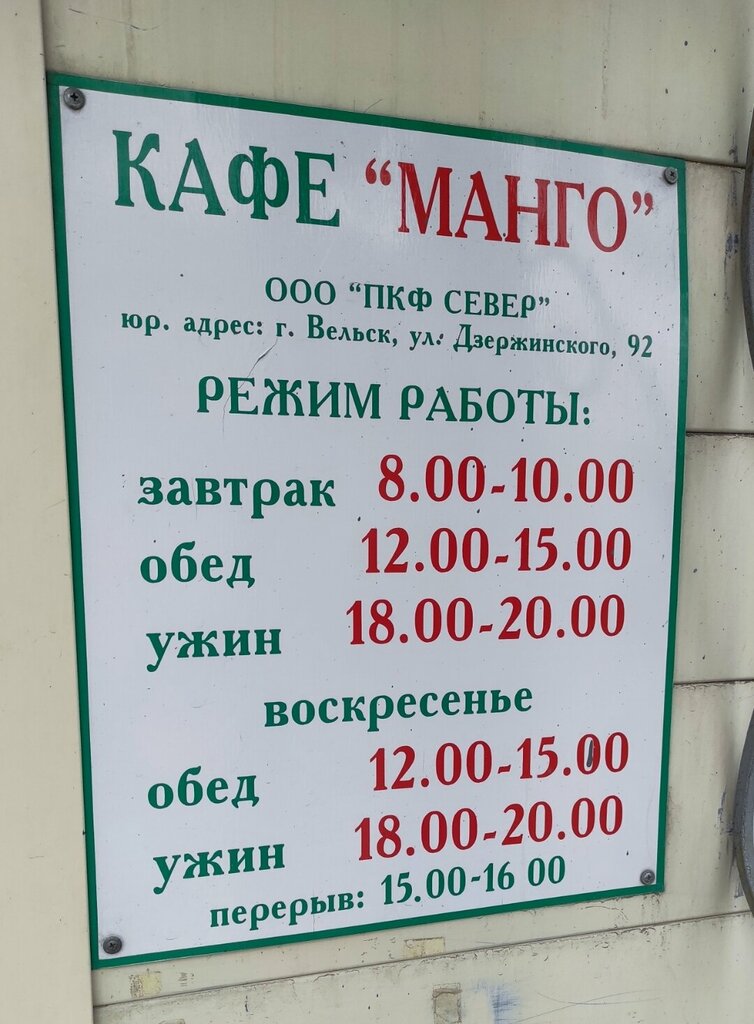 КАФЕ “МАНГО”
ООО “ПКФ СЕВЕР”
юр. адрес: г. Вельск, ул. Дзержинского, 92
РЕЖИМ РАБОТЫ:
завтрак 8.00-10.00
обед 12.00-15.00
ужин 18.00-20.00
воскресенье
обед 12.00-15.00
ужин 18.00-20.00
перерыв: 15.00-16 00